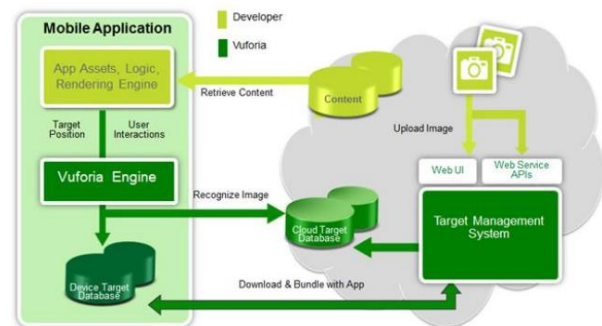 Mobile Application
Developer
Vuforia
App Assets, Logic,
Rendering Engine
Retrieve Content
Content
Target
Position
User
Interactions
Upload Image
Web UI
Web Service
APIs
Vuforia Engine
Recognize Image
Cloud Target
Database
Target Management
System
Device Target
Database
Download & Bundle with App